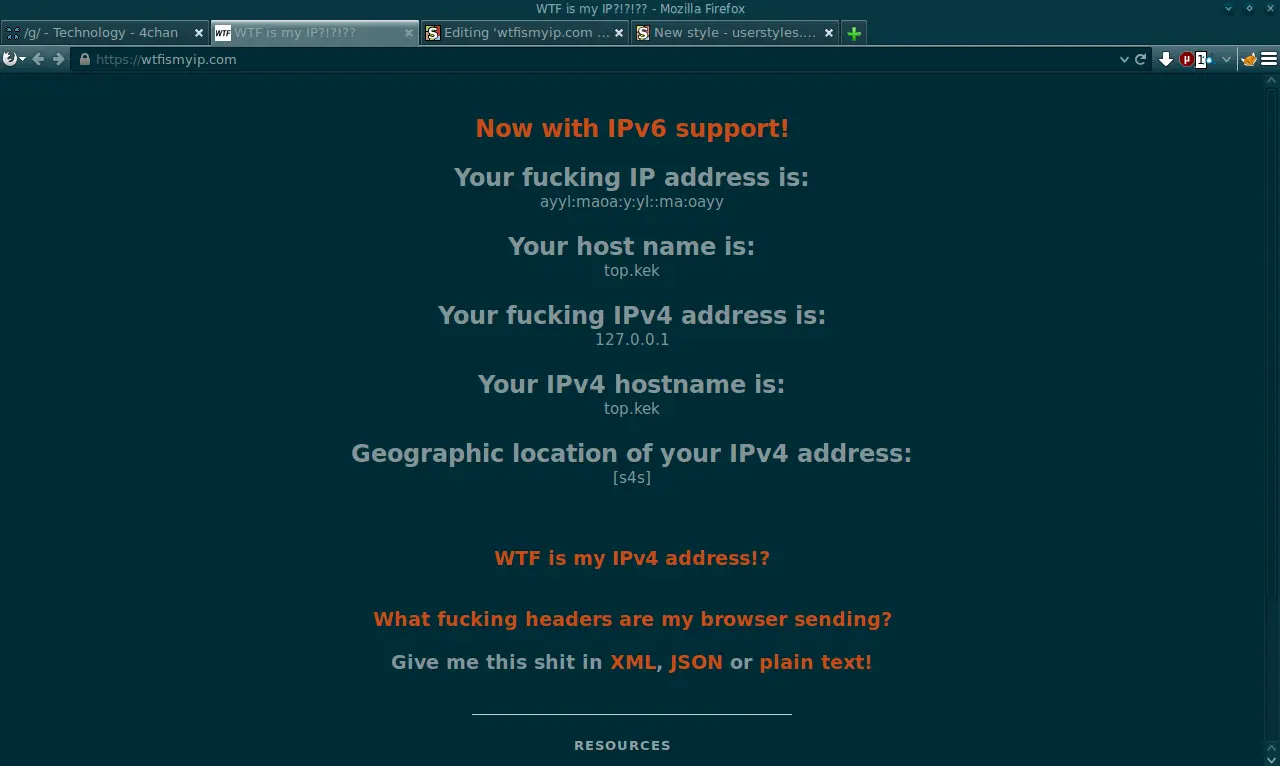 WTF is my IP?!?!?? - Mozilla Firefox
/g/ - Technology - 4chan
WTF WTF is my IP?!?!??
Editing 'wtfismyip.com ...
New style - userstyles....
https://wtfismyip.com
Now with IPv6 support!
Your fucking IP address is:
ayyl:maoa:y:yl::ma:oayy
Your host name is:
top.kek
Your fucking IPv4 address is:
127.0.0.1
Your IPv4 hostname is:
top.kek
Geographic location of your IPv4 address:
[s4s]
WTF is my IPv4 address!?
What fucking headers are my browser sending?
Give me this shit in XML, JSON or plain text!
RESOURCES